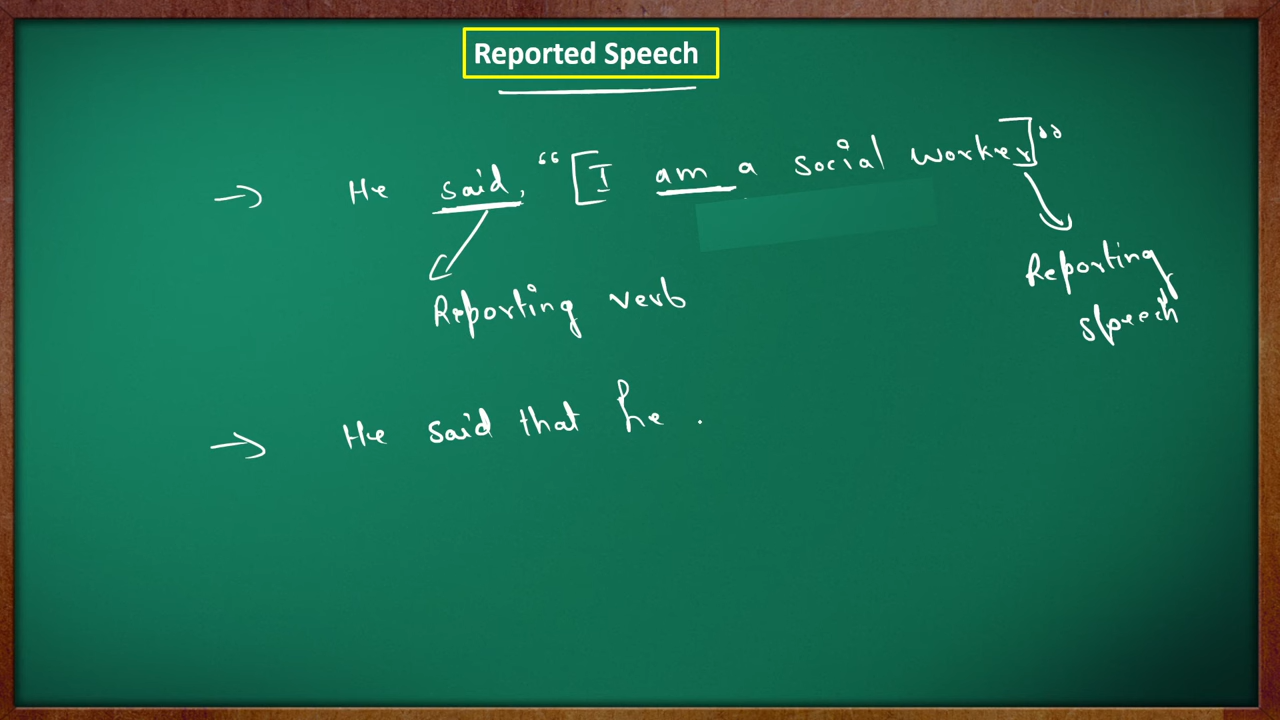 Reported Speech
→ He said, “[I am a social worker]”
Reporting verb
Reporting
speech
→ He said that he .